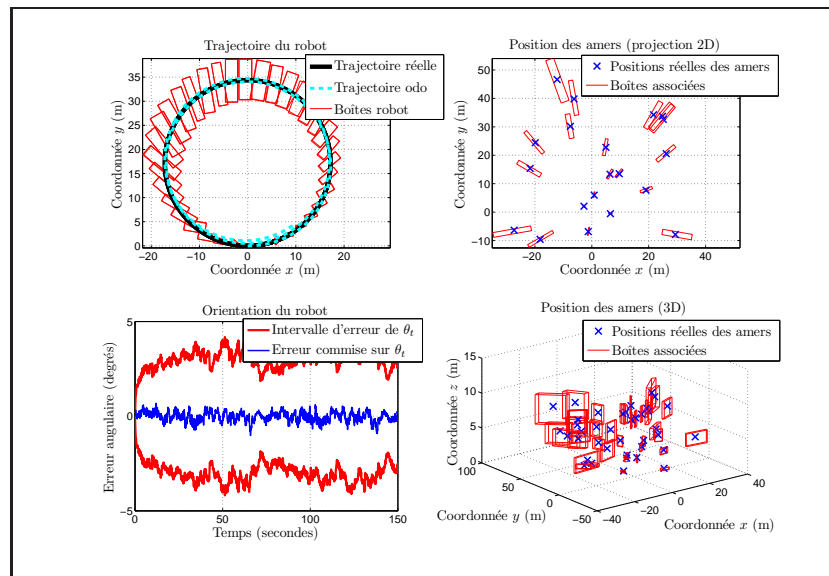 Trajectoire du robot
Trajectoire réelle
Trajectoire odo
Boîtes robot
Coordonnée y (m)
35
30
25
20
15
10
5
0
−20 −10 0 10 20
Coordonnée x (m)
Position des amers (projection 2D)
Positions réelles des amers
Boîtes associées
Coordonnée y (m)
50
40
30
20
10
0
−10
−20 0 20 40
Coordonnée x (m)
Orientation du robot
Intervalle d'erreur de θt
Erreur commise sur θt
Erreur angulaire (degrés)
5
0
−5
0 50 100 150
Temps (secondes)
Position des amers (3D)
Positions réelles des amers
Boîtes associées
Coordonnée z (m)
15
10
5
0
100
50
0
−50
Coordonnée y (m)
−40
−20
0
20
40
Coordonnée x (m)